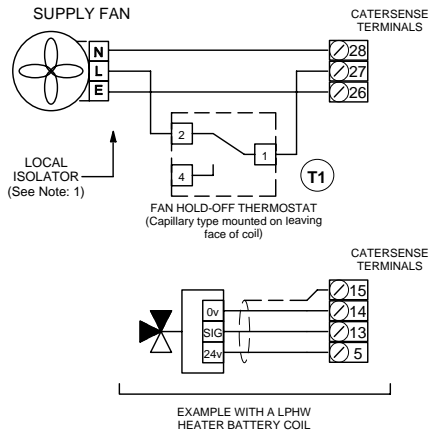 SUPPLY FAN
CATERSENSE
TERMINALS
N
L
E
28
27
26
2
1
4
T1
LOCAL
ISOLATOR
(See Note: 1)
FAN HOLD-OFF THERMOSTAT
(Capillary type mounted on leaving
face of coil)
CATERSENSE
TERMINALS
0v
SIG
24v
15
14
13
5
EXAMPLE WITH A LPHW
HEATER BATTERY COIL